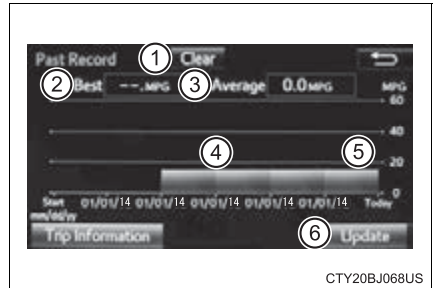 Past Record 1 Clear
2 Best --.-MPG 3 Average 0.0 MPG MPG
60
40
4 5 20
0
Start 01/01/14 01/01/14 01/01/14 01/01/14 01/01/14 Today
mm/dd/yy
Trip Information 6 Update
CTY20BJ068US